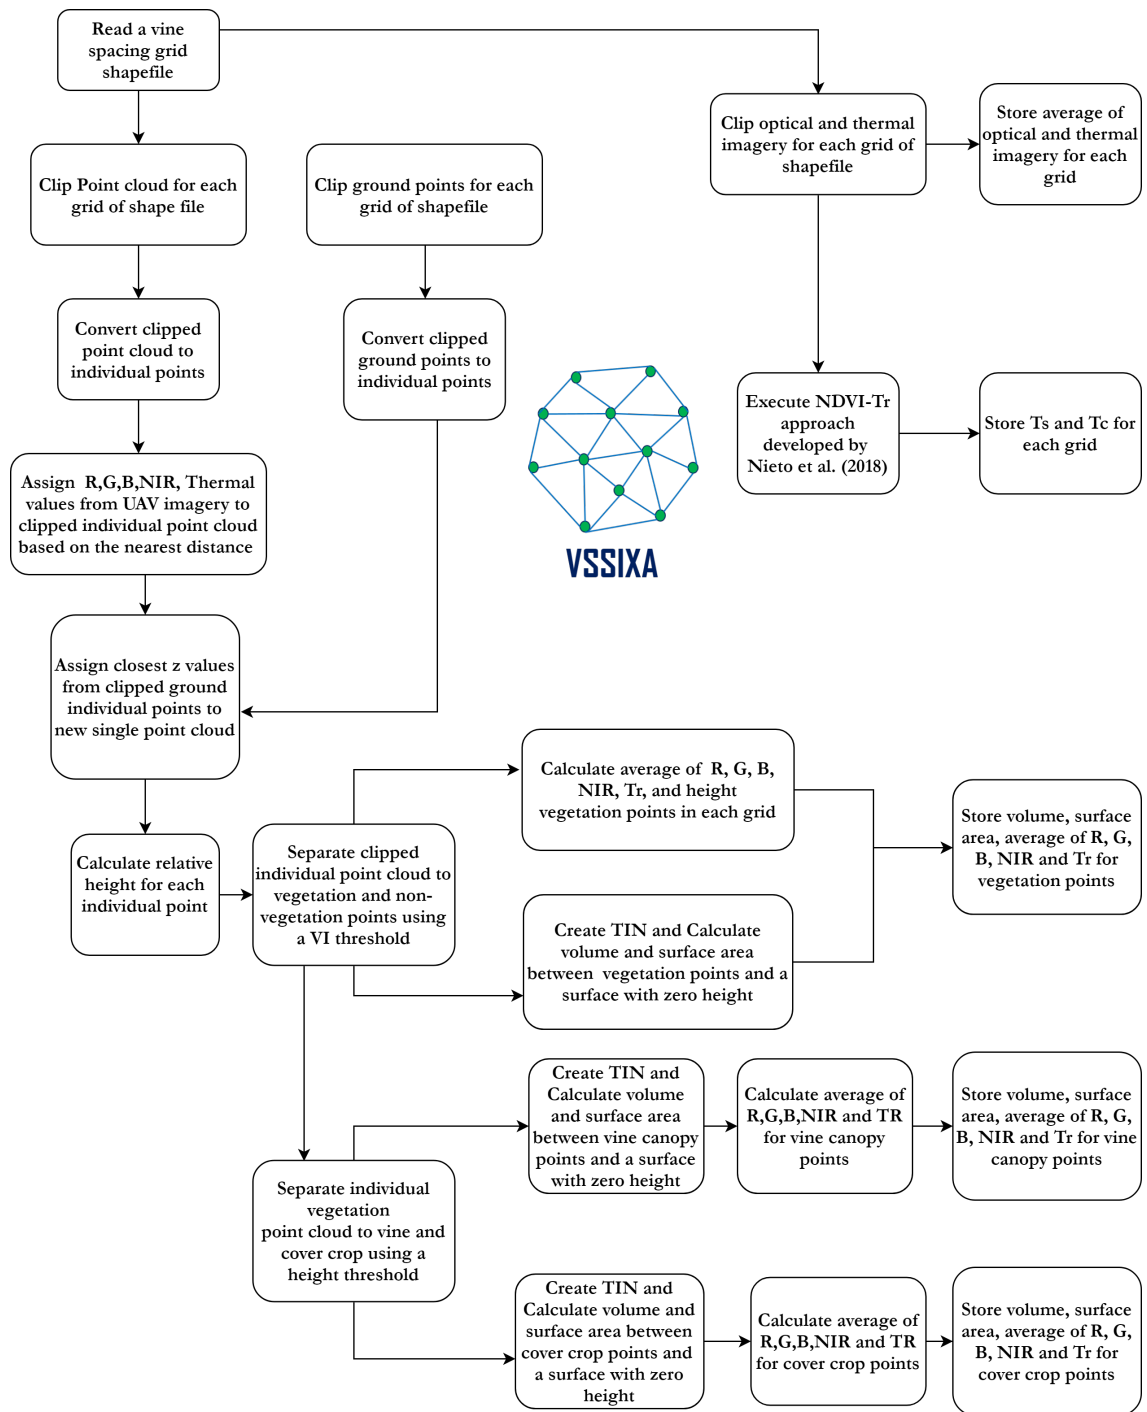 Read a vine
spacing grid
shapefile
Clip optical and thermal
imagery for each grid of
shapefile
Store average of
optical and thermal
imagery for each
grid
Clip Point cloud for each
grid of shape file
Clip ground points for each
grid of shapefile
Convert clipped
point cloud to
individual points
Convert clipped
ground points to
individual points
Execute NDVI-Tr
approach
developed by
Nieto et al. (2018)
Store Ts and Tc for
each grid
Assign R,G,B,NIR, Thermal
values from UAV imagery to
clipped individual point cloud
based on the nearest distance
VSSIXA
Assign closest z values
from clipped ground
individual points to
new single point cloud
Calculate relative
height for each
individual point
Separate clipped
individual point cloud to
vegetation and non-
vegetation points using
a VI threshold
Calculate average of R, G, B,
NIR, Tr, and height
vegetation points in each grid
Create TIN and Calculate
volume and surface area
between vegetation points and a
surface with zero height
Store volume, surface
area, average of R, G,
B, NIR and Tr for
vegetation points
Separate individual
vegetation
point cloud to vine and
cover crop using a
height threshold
Create TIN and
Calculate volume
and surface area
between vine canopy
points and a surface
with zero height
Calculate average of
R,G,B,NIR and TR
for vine canopy
points
Store volume, surface
area, average of R, G,
B, NIR and Tr for vine
canopy points
Create TIN and
Calculate volume and
surface area between
cover crop points and
a surface with zero
height
Calculate average of
R,G,B,NIR and TR
for cover crop points
Store volume, surface
area, average of R, G,
B, NIR and Tr for
cover crop points